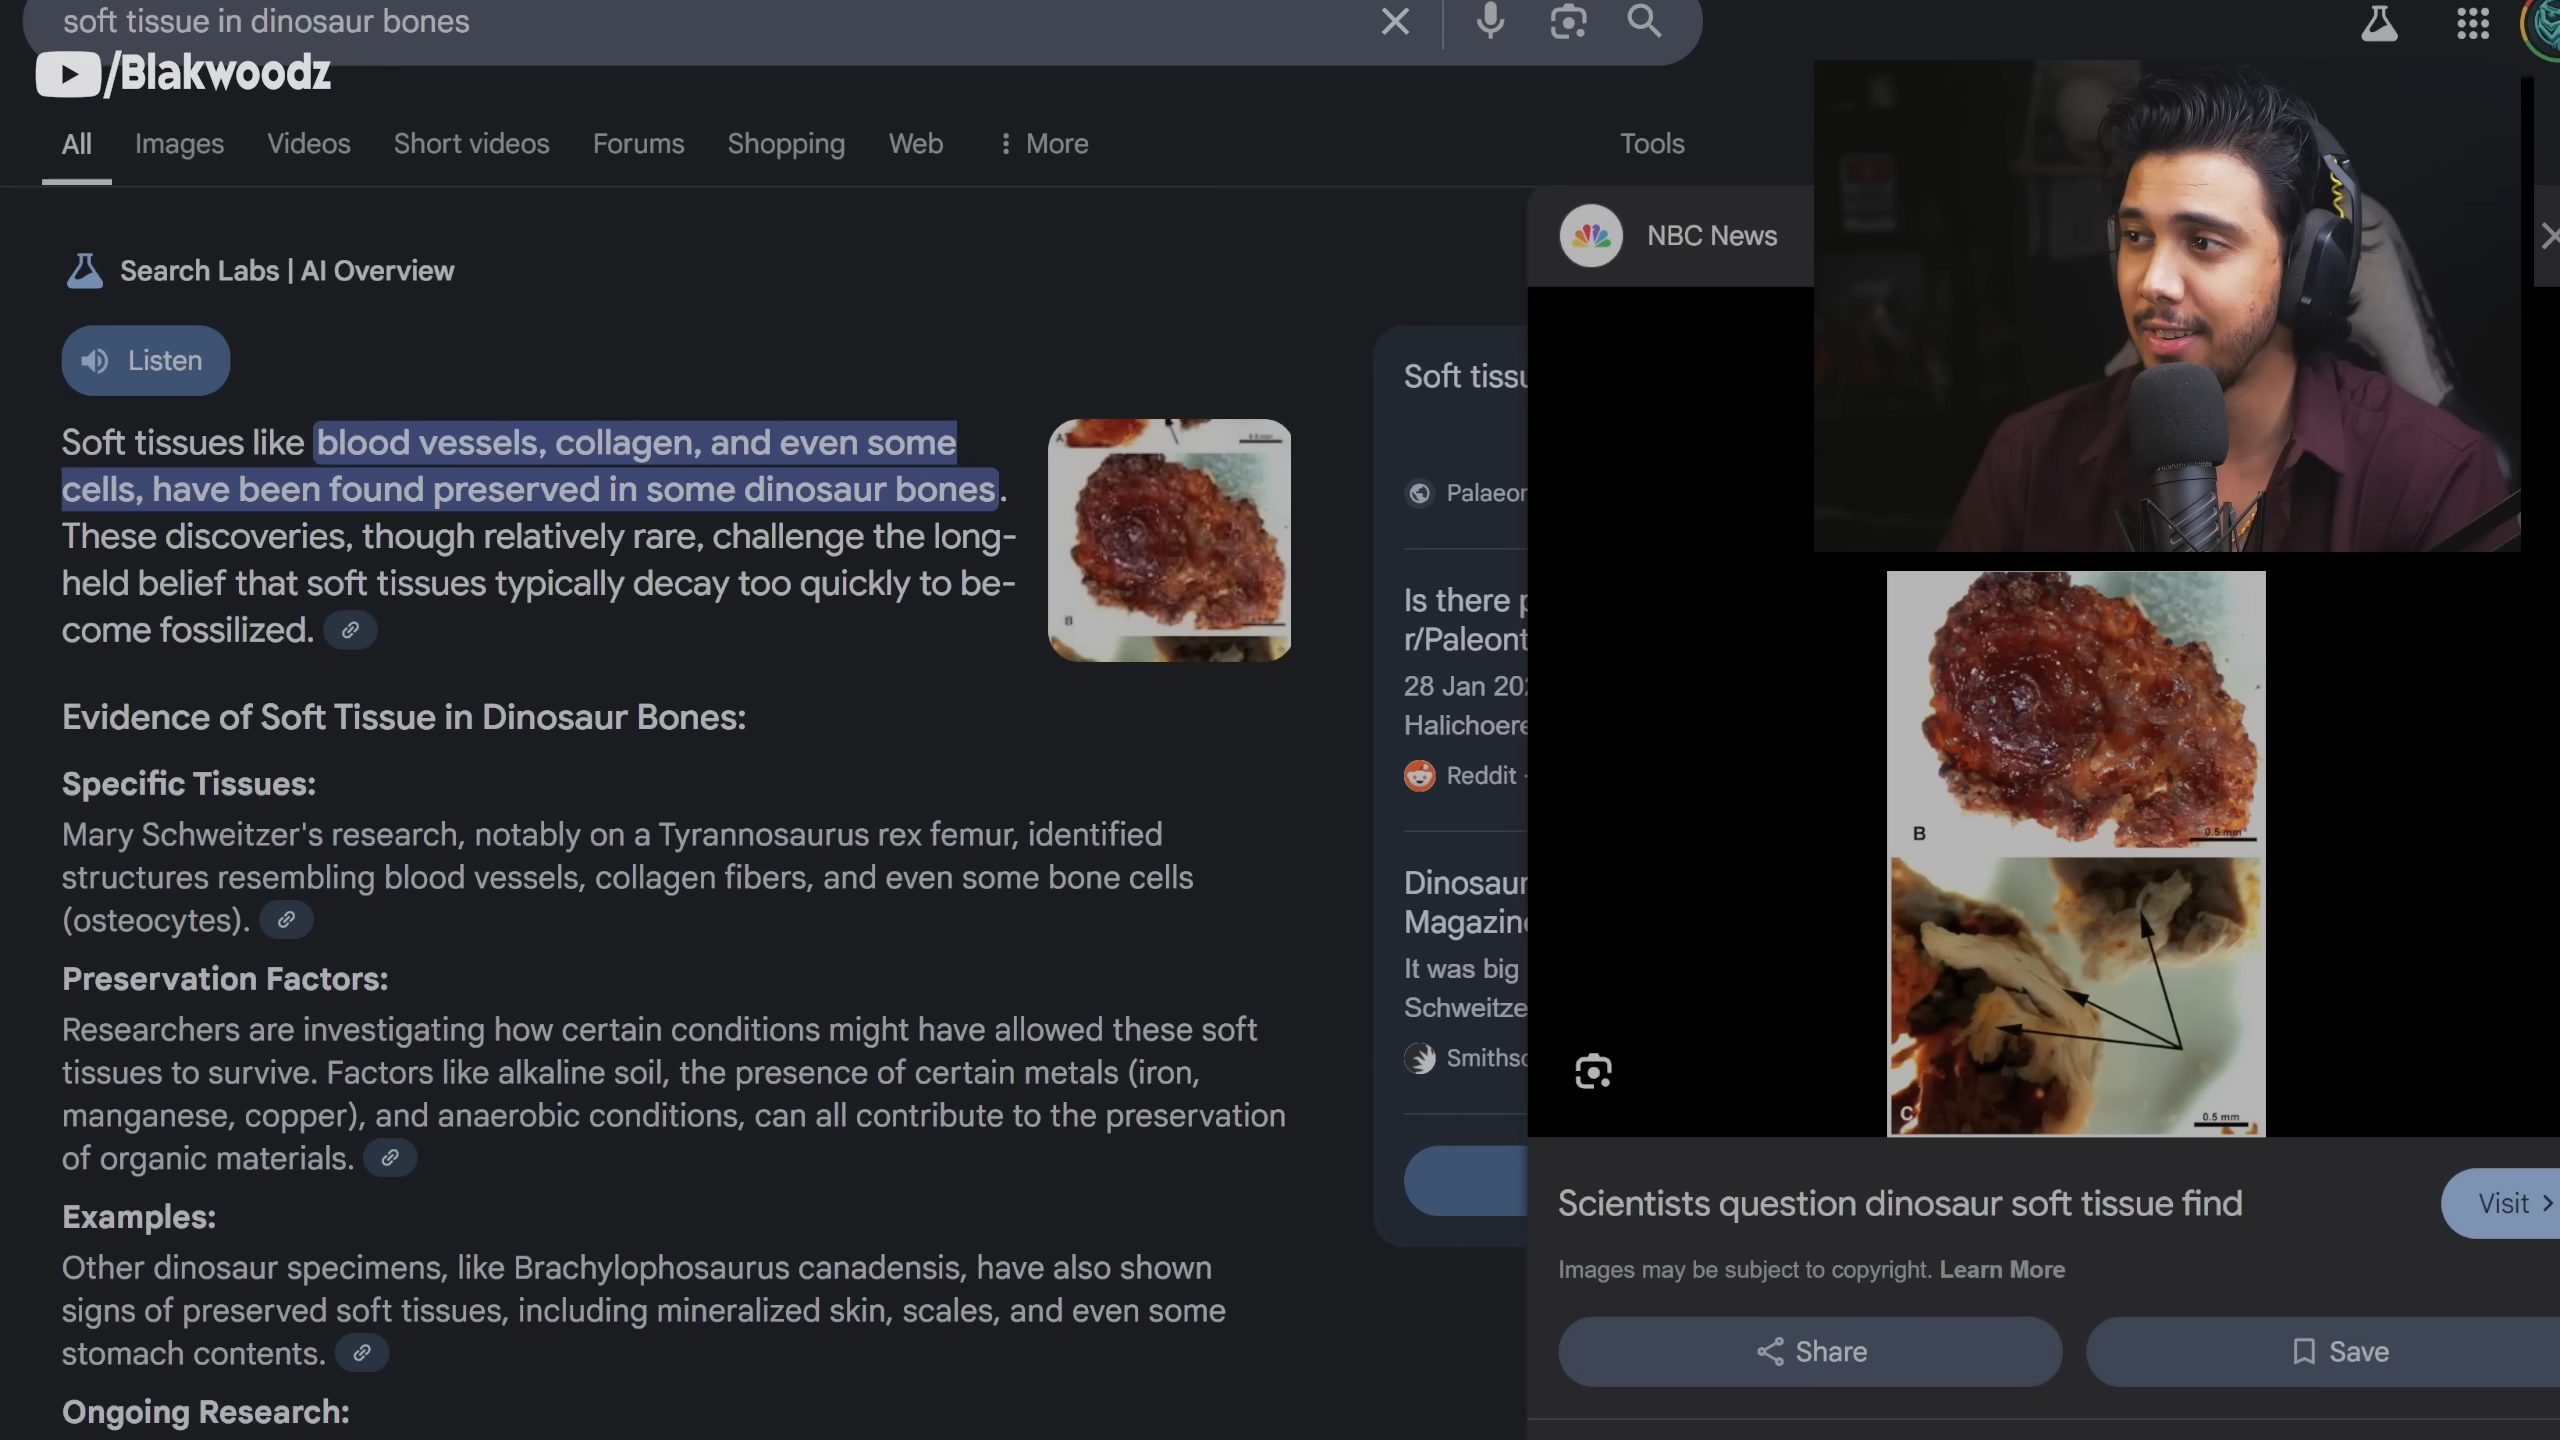 soft tissue in dinosaur bones
/Blakwoodz
All Images Videos Short videos Forums Shopping Web More Tools
Search Labs | AI Overview
Listen
Soft tissues like blood vessels, collagen, and even some
cells, have been found preserved in some dinosaur bones.
These discoveries, though relatively rare, challenge the long-
held belief that soft tissues typically decay too quickly to be-
come fossilized.
Evidence of Soft Tissue in Dinosaur Bones:
Specific Tissues:
Mary Schweitzer's research, notably on a Tyrannosaurus rex femur, identified
structures resembling blood vessels, collagen fibers, and even some bone cells
(osteocytes).
Preservation Factors:
Researchers are investigating how certain conditions might have allowed these soft
tissues to survive. Factors like alkaline soil, the presence of certain metals (iron,
manganese, copper), and anaerobic conditions, can all contribute to the preservation
of organic materials.
Examples:
Other dinosaur specimens, like Brachylophosaurus canadensis, have also shown
signs of preserved soft tissues, including mineralized skin, scales, and even some
stomach contents.
Ongoing Research:
A
B
Soft tissu
Palaeon
Is there p
r/Paleont
28 Jan 202
Halichoere
Reddit ·
Dinosaur
Magazine
It was big
Schweitze
Smithso
NBC News
B
0.5 mm
C
0.5 mm
Scientists question dinosaur soft tissue find
Visit >
Images may be subject to copyright. Learn More
Share
Save